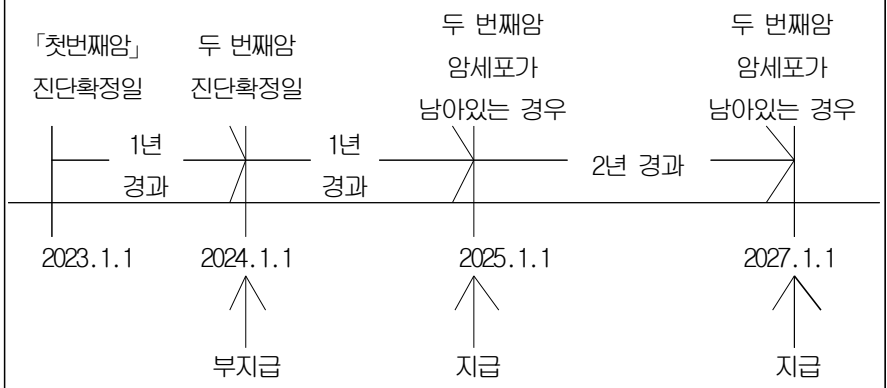 「첫번째암」
진단확정일
두 번째암
진단확정일
두 번째암
암세포가
남아있는 경우
두 번째암
암세포가
남아있는 경우
1년
경과
1년
경과
2년 경과
2023.1.1
2024.1.1
2025.1.1
2027.1.1
부지급
지급
지급